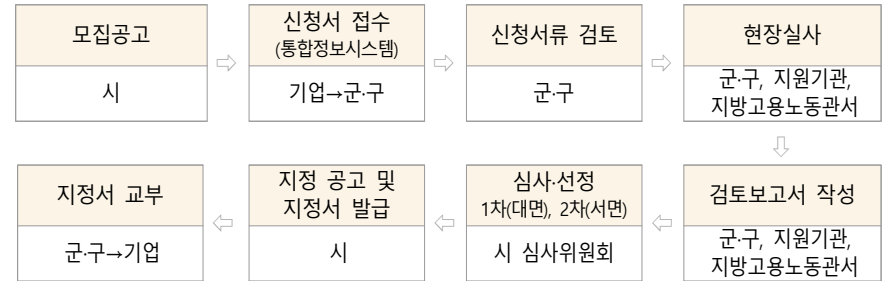 모집공고
시
신청서 접수
(통합정보시스템)
기업→군·구
신청서류 검토
군·구
현장실사
군·구, 지원기관,
지방고용노동관서
검토보고서 작성
군·구, 지원기관,
지방고용노동관서
심사·선정
1차(대면), 2차(서면)
시 심사위원회
지정 공고 및
지정서 발급
시
지정서 교부
군·구→기업